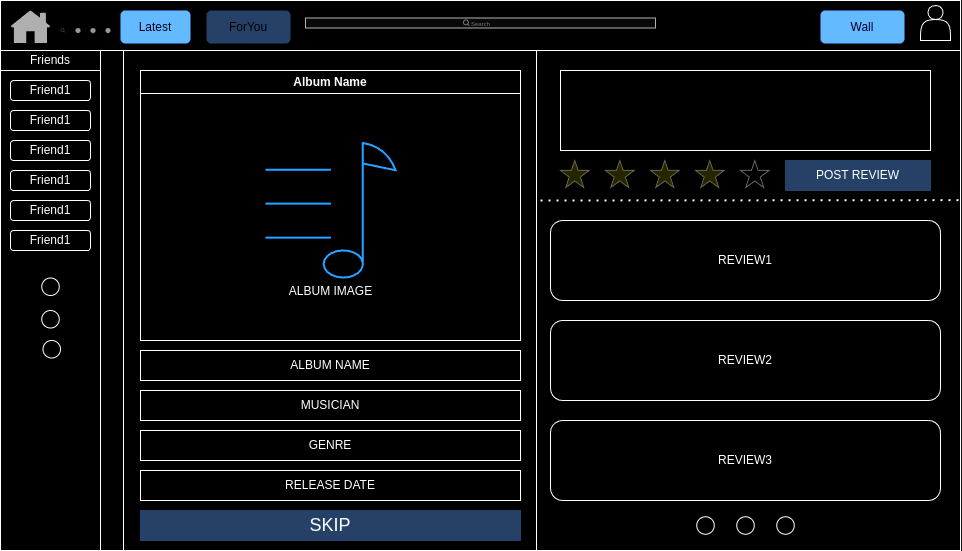 Latest
ForYou
Search
Wall
Friends
Friend1
Friend1
Friend1
Friend1
Friend1
Friend1
Album Name
ALBUM IMAGE
ALBUM NAME
MUSICIAN
GENRE
RELEASE DATE
SKIP
POST REVIEW
REVIEW1
REVIEW2
REVIEW3